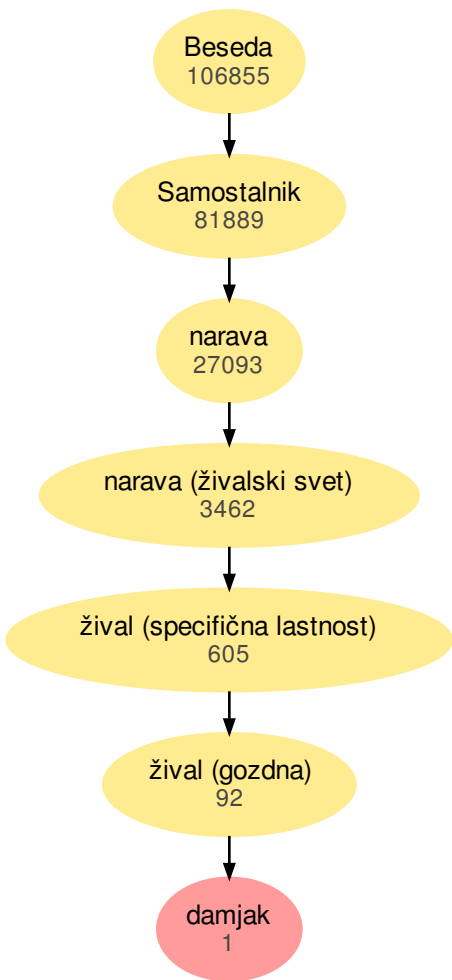 Beseda
106855
Samostalnik
81889
narava
27093
narava (živalski svet)
3462
žival (specifična lastnost)
605
žival (gozdna)
92
damjak
1